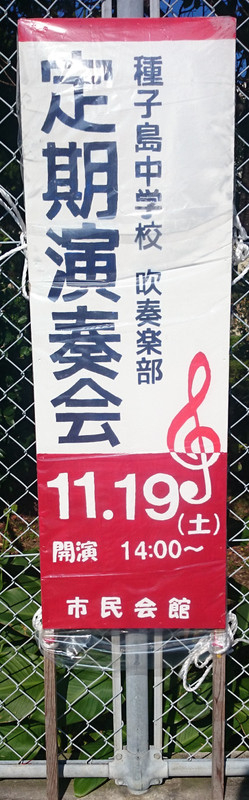 種子島中学校 吹奏楽部
定期演奏会
11.19(土)
開演 14:00~
市民会館